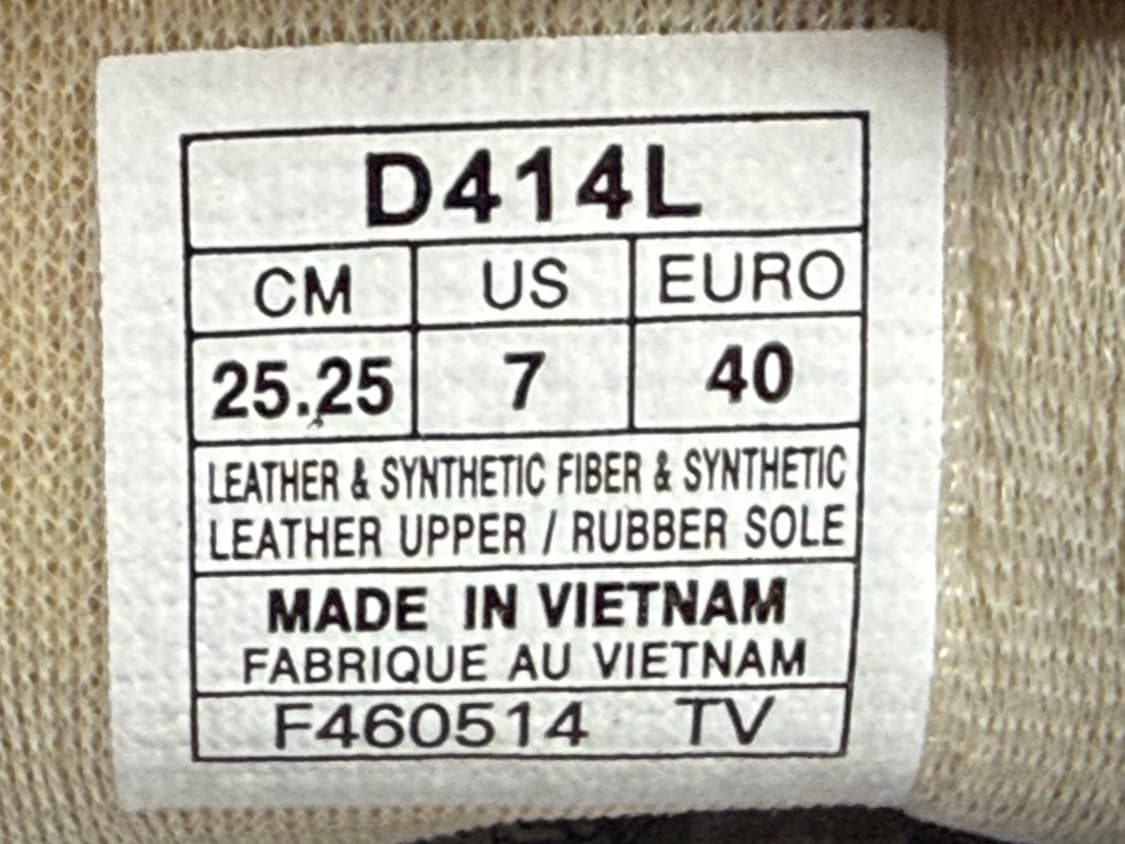 D414L
CM US EURO
25.25 7 40
LEATHER & SYNTHETIC FIBER & SYNTHETIC
LEATHER UPPER / RUBBER SOLE
MADE IN VIETNAM
FABRIQUE AU VIETNAM
F460514 TV